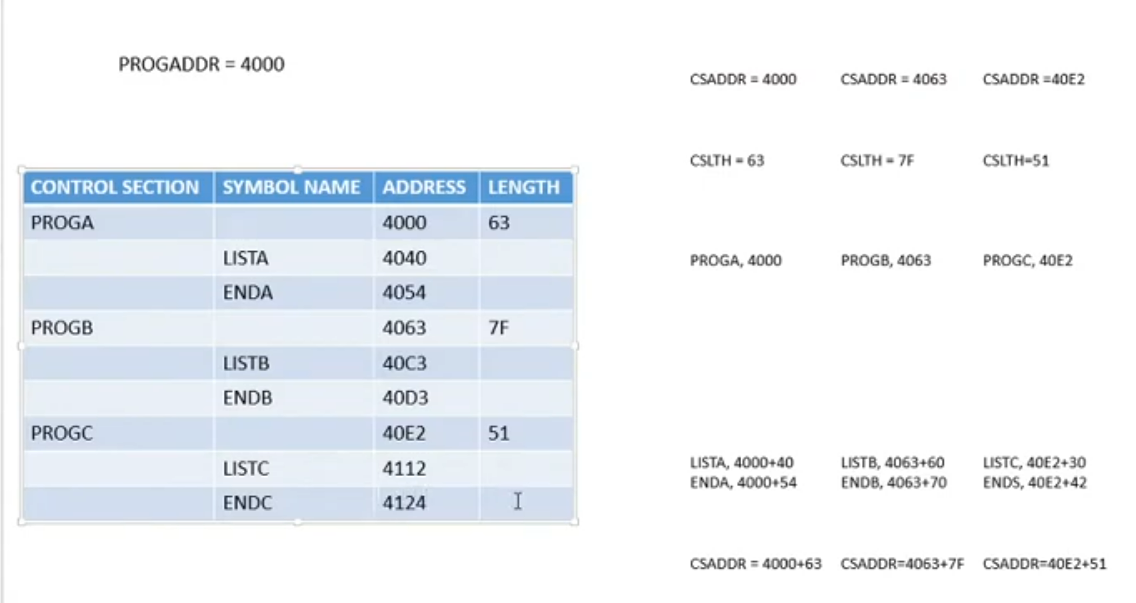 PROGADDR = 4000
CONTROL SECTION SYMBOL NAME ADDRESS LENGTH
PROGA 4000 63
LISTA 4040
ENDA 4054
PROGB 4063 7F
LISTB 40C3
ENDB 40D3
PROGC 40E2 51
LISTC 4112
ENDC 4124
CSADDR = 4000 CSADDR = 4063 CSADDR =40E2
CSLTH = 63 CSLTH = 7F CSLTH=51
PROGA, 4000 PROGB, 4063 PROGC, 40E2
LISTA, 4000+40 LISTB, 4063+60 LISTC, 40E2+30
ENDA, 4000+54 ENDB, 4063+70 ENDS, 40E2+42
CSADDR = 4000+63 CSADDR=4063+7F CSADDR=40E2+51